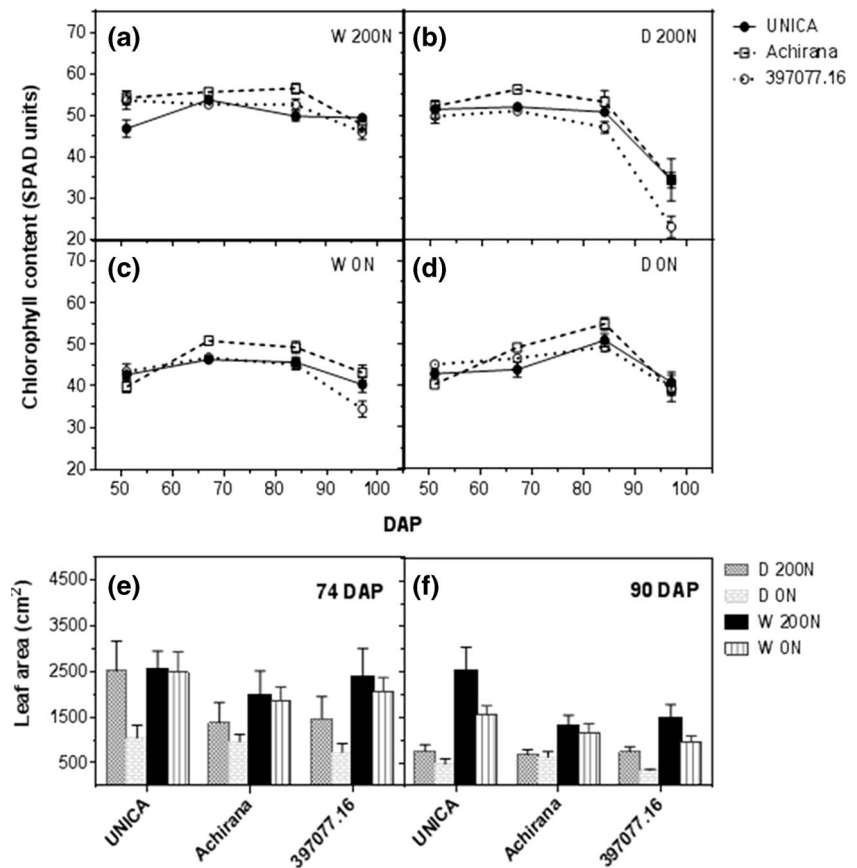 (a) W 200N
(b) D 200N
UNICA
Achirana
397077.16
70
60
50
40
30
20
(c) W 0N
(d) D 0N
70
60
50
40
30
20
Chlorophyll content (SPAD units)
50 60 70 80 90 100
50 60 70 80 90 100
DAP
(e) 74 DAP
(f) 90 DAP
D 200N
D 0N
W 200N
W 0N
4500
3500
2500
1500
500
Leaf area (cm²)
UNICA
Achirana
397077.16
UNICA
Achirana
397077.16